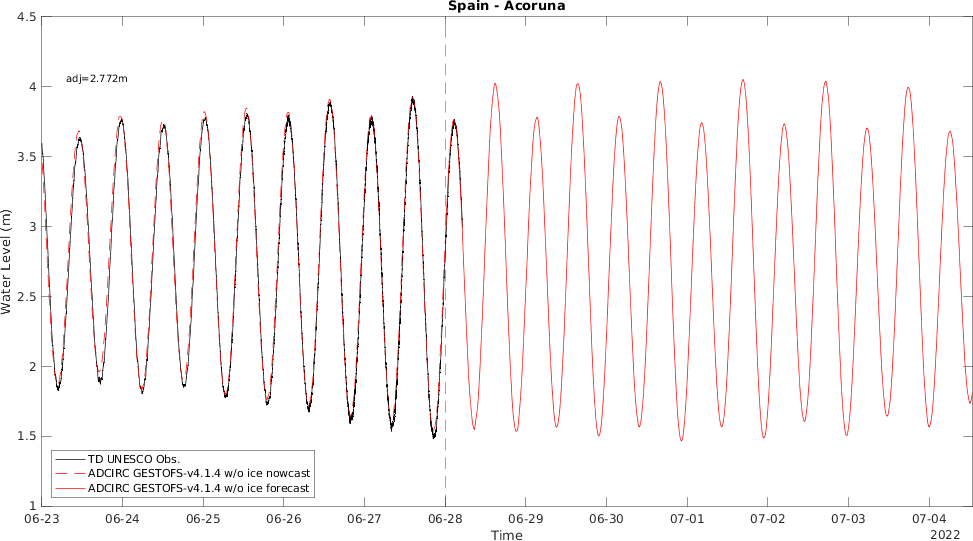 Spain - Acoruna
4.5
4
3.5
3
2.5
2
1.5
1
Water Level (m)
adj=2.772m
TD UNESCO Obs.
ADCIRC GESTOFS-v4.1.4 w/o ice nowcast
ADCIRC GESTOFS-v4.1.4 w/o ice forecast
06-23 06-24 06-25 06-26 06-27 06-28 06-29 06-30 07-01 07-02 07-03 07-04
Time
2022